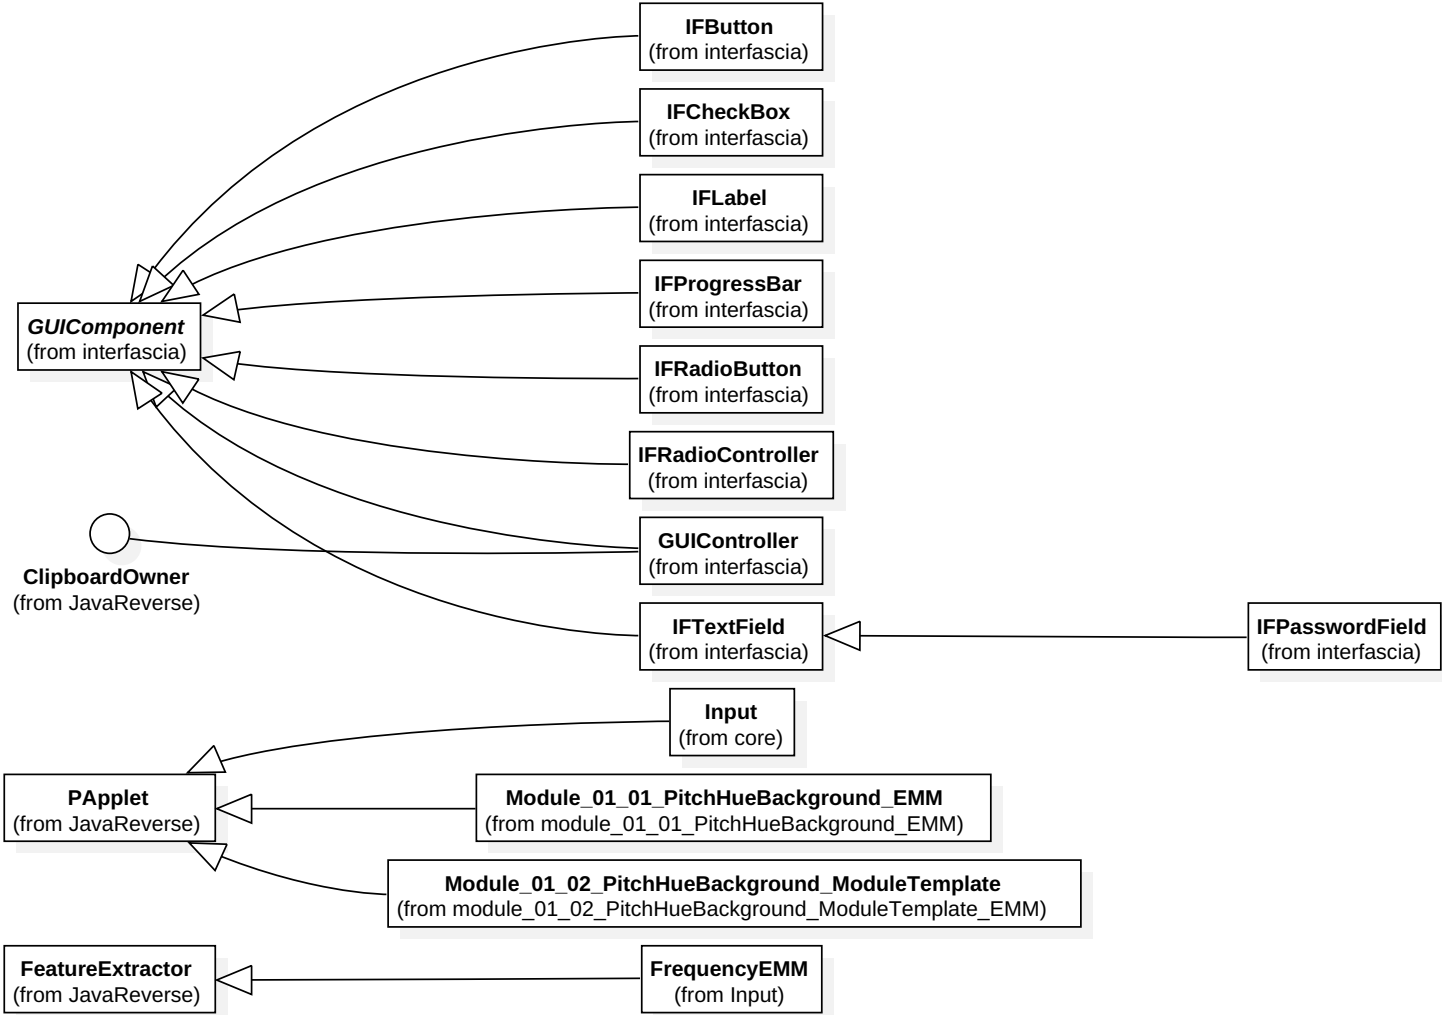 IFButton
(from interfascia)
IFCheckBox
(from interfascia)
IFLabel
(from interfascia)
IFProgressBar
(from interfascia)
GUIComponent
(from interfascia)
IFRadioButton
(from interfascia)
IFRadioController
(from interfascia)
GUIController
(from interfascia)
ClipboardOwner
(from JavaReverse)
IFTextField
(from interfascia)
IFPasswordField
(from interfascia)
Input
(from core)
PApplet
(from JavaReverse)
Module_01_01_PitchHueBackground_EMM
(from module_01_01_PitchHueBackground_EMM)
Module_01_02_PitchHueBackground_ModuleTemplate
(from module_01_02_PitchHueBackground_ModuleTemplate_EMM)
FeatureExtractor
(from JavaReverse)
FrequencyEMM
(from Input)